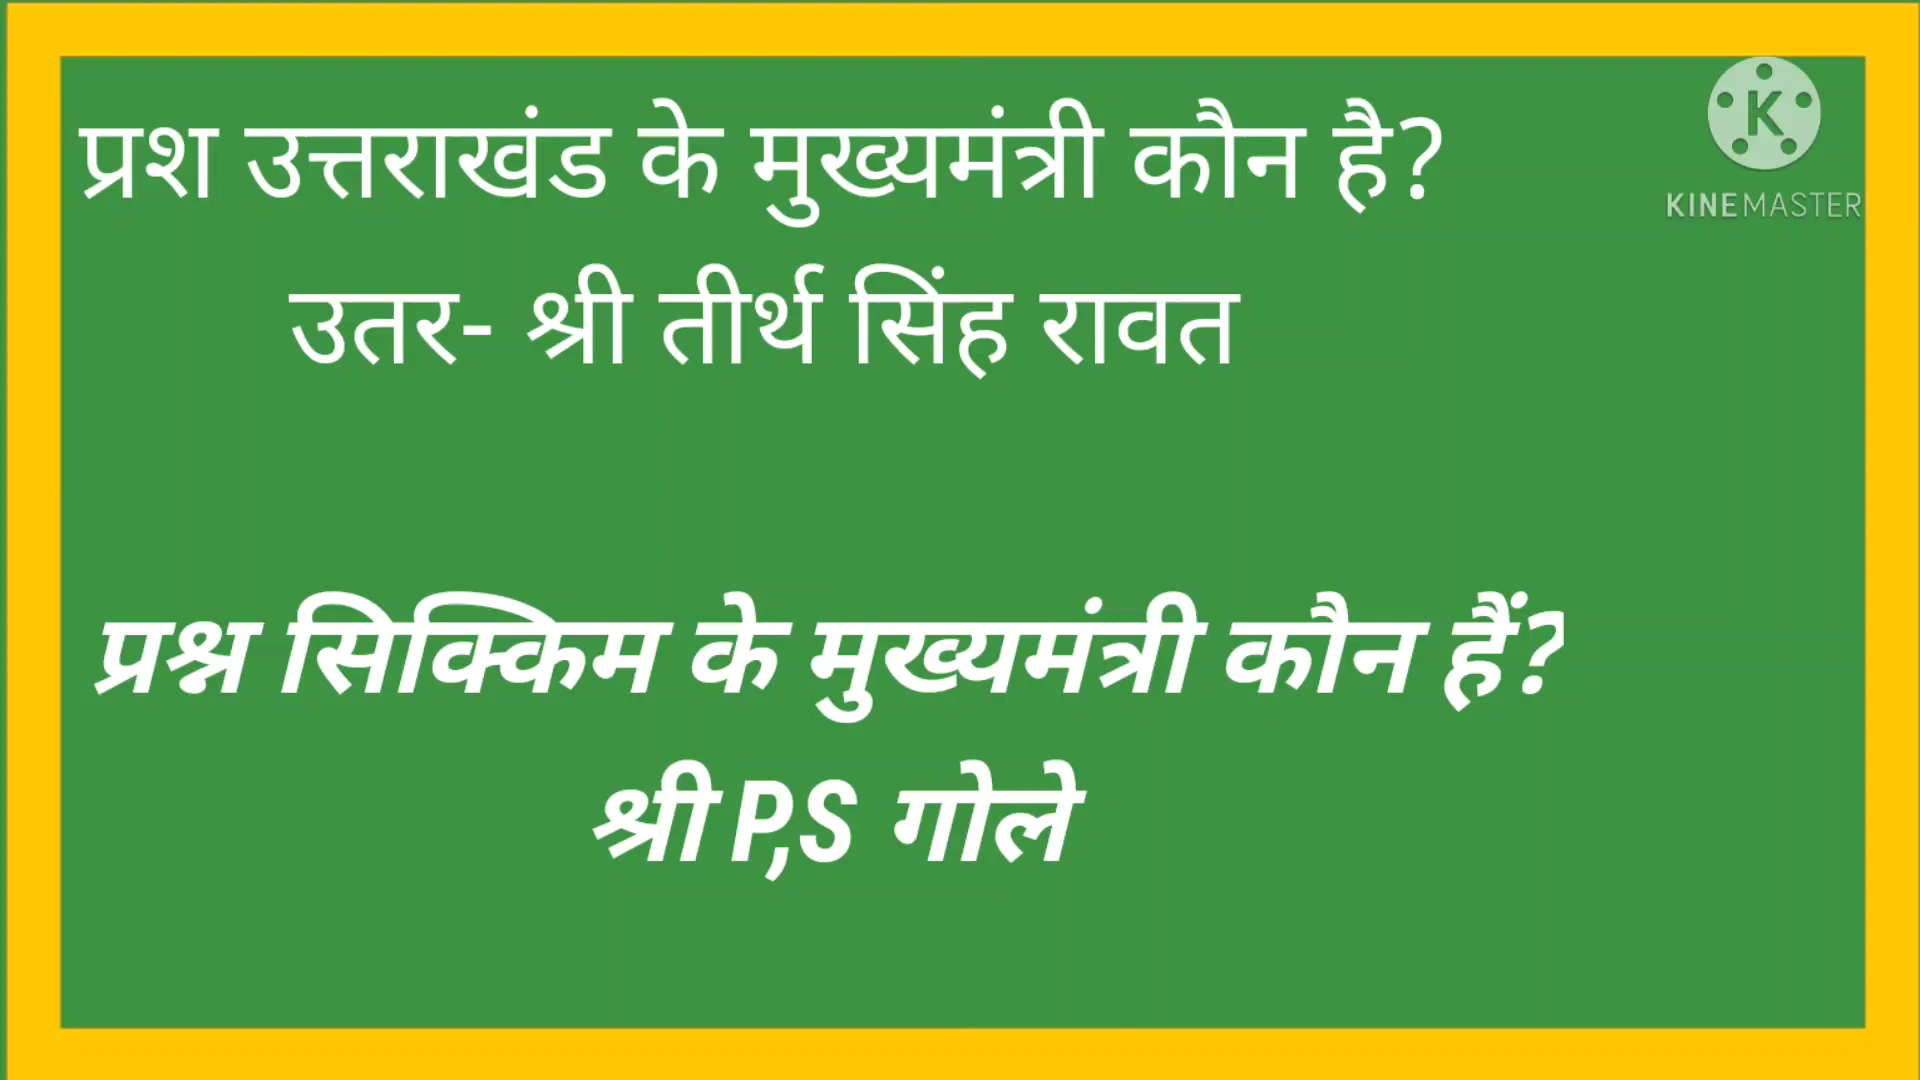 प्रश उत्तराखंड के मुख्यमंत्री कौन है?
उतर- श्री तीर्थ सिंह रावत
प्रश्न सिक्किम के मुख्यमंत्री कौन हैं?
श्री P,S गोले
K
KINEMASTER